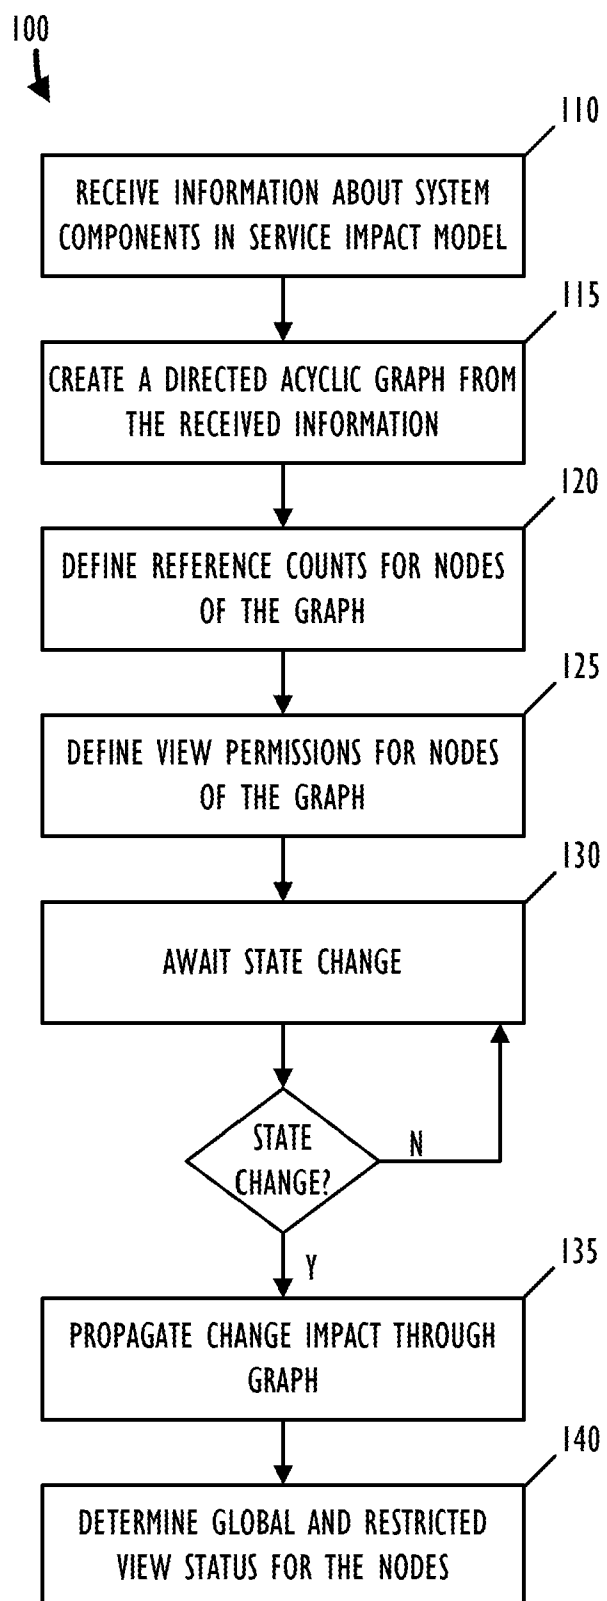 100
110
RECEIVE INFORMATION ABOUT SYSTEM
COMPONENTS IN SERVICE IMPACT MODEL
115
CREATE A DIRECTED ACYCLIC GRAPH FROM
THE RECEIVED INFORMATION
120
DEFINE REFERENCE COUNTS FOR NODES
OF THE GRAPH
125
DEFINE VIEW PERMISSIONS FOR NODES
OF THE GRAPH
130
AWAIT STATE CHANGE
STATE
CHANGE?
N
Y
135
PROPAGATE CHANGE IMPACT THROUGH
GRAPH
140
DETERMINE GLOBAL AND RESTRICTED
VIEW STATUS FOR THE NODES